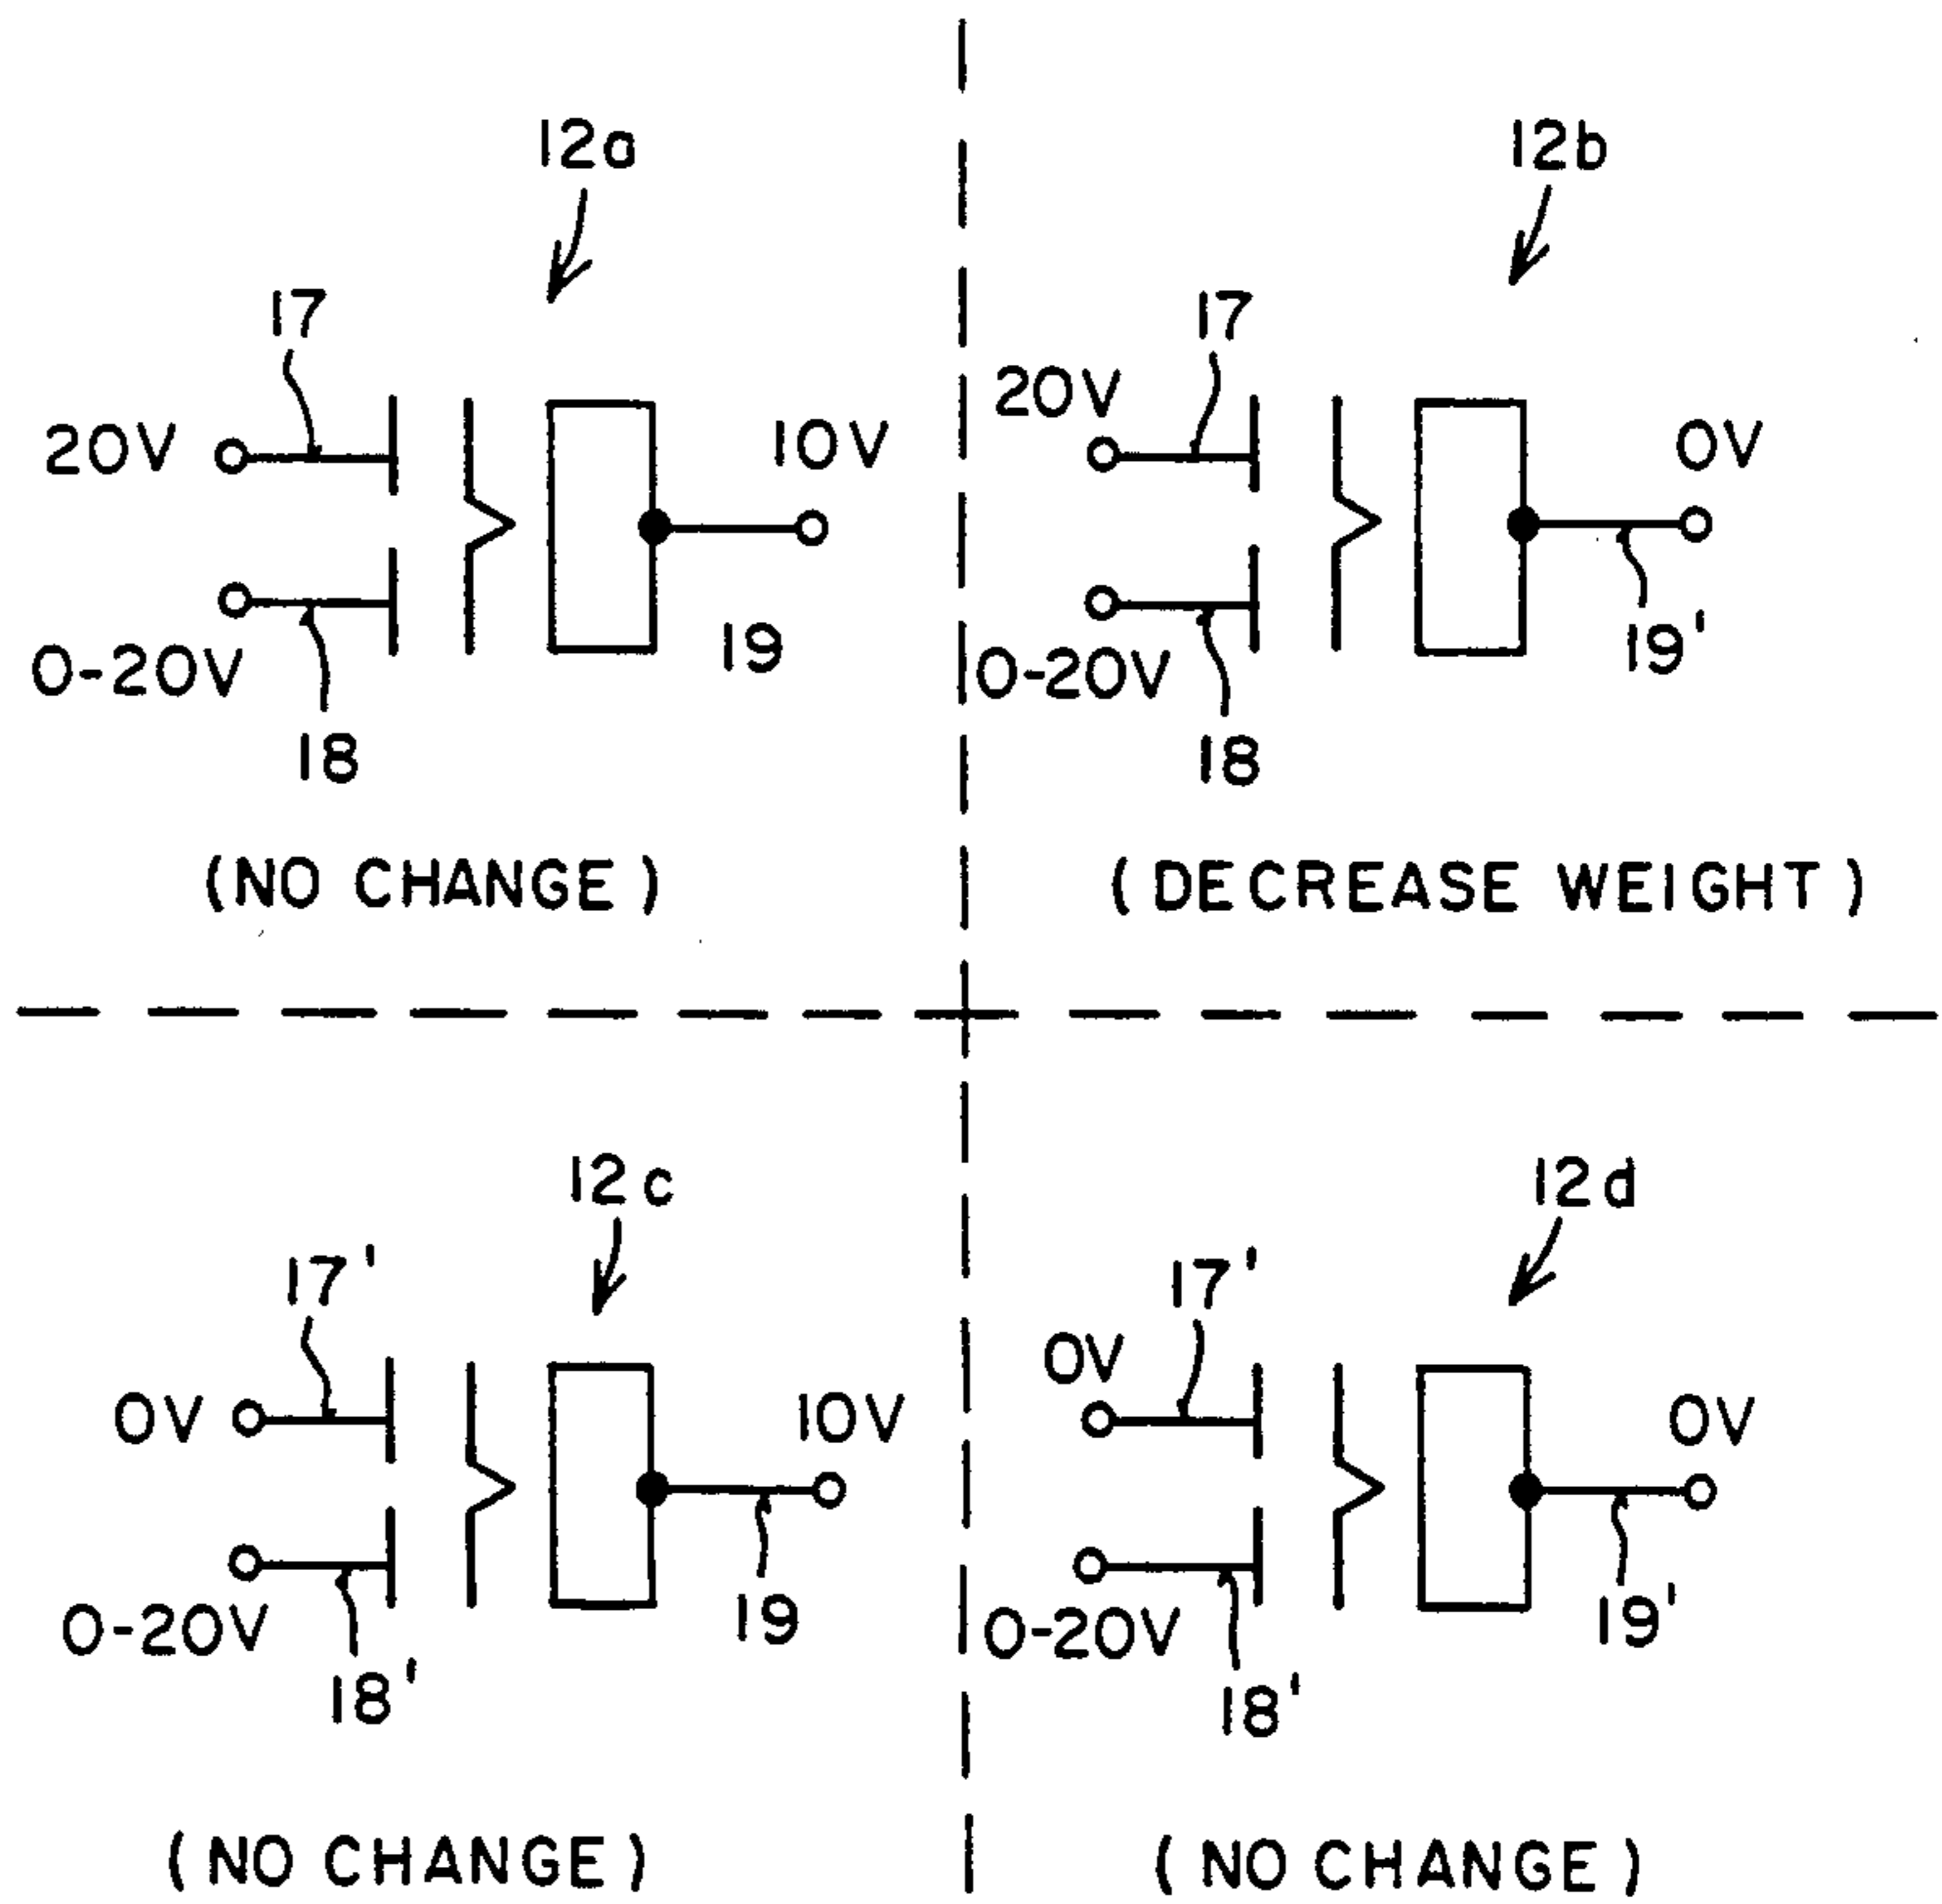 12a
17
20V
10V
0-20V
19
18
(NO CHANGE)
12b
17
20V
0V
0-20V
19'
18
(DECREASE WEIGHT)
12c
17'
0V
10V
0-20V
19
18'
(NO CHANGE)
12d
17'
0V
0V
0-20V
19'
18'
(NO CHANGE)